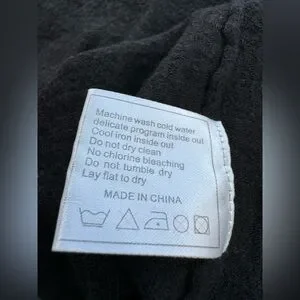 Machine wash cold water
delicate program inside out
Cool iron inside out
Do not dry clean
No chlorine bleaching
Do not tumble dry
Lay flat to dry
MADE IN CHINA